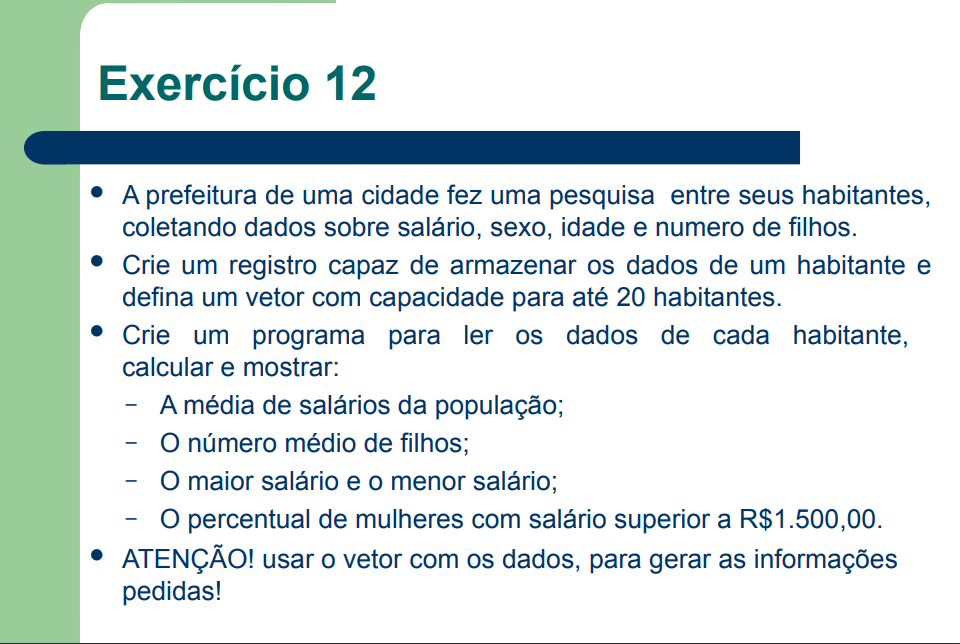 Exercício 12
A prefeitura de uma cidade fez uma pesquisa entre seus habitantes,
coletando dados sobre salário, sexo, idade e numero de filhos.
Crie um registro capaz de armazenar os dados de um habitante e
defina um vetor com capacidade para até 20 habitantes.
Crie um programa para ler os dados de cada habitante,
calcular e mostrar:
– A média de salários da população;
– O número médio de filhos;
– O maior salário e o menor salário;
– O percentual de mulheres com salário superior a R$1.500,00.
ATENÇÃO! usar o vetor com os dados, para gerar as informações
pedidas!